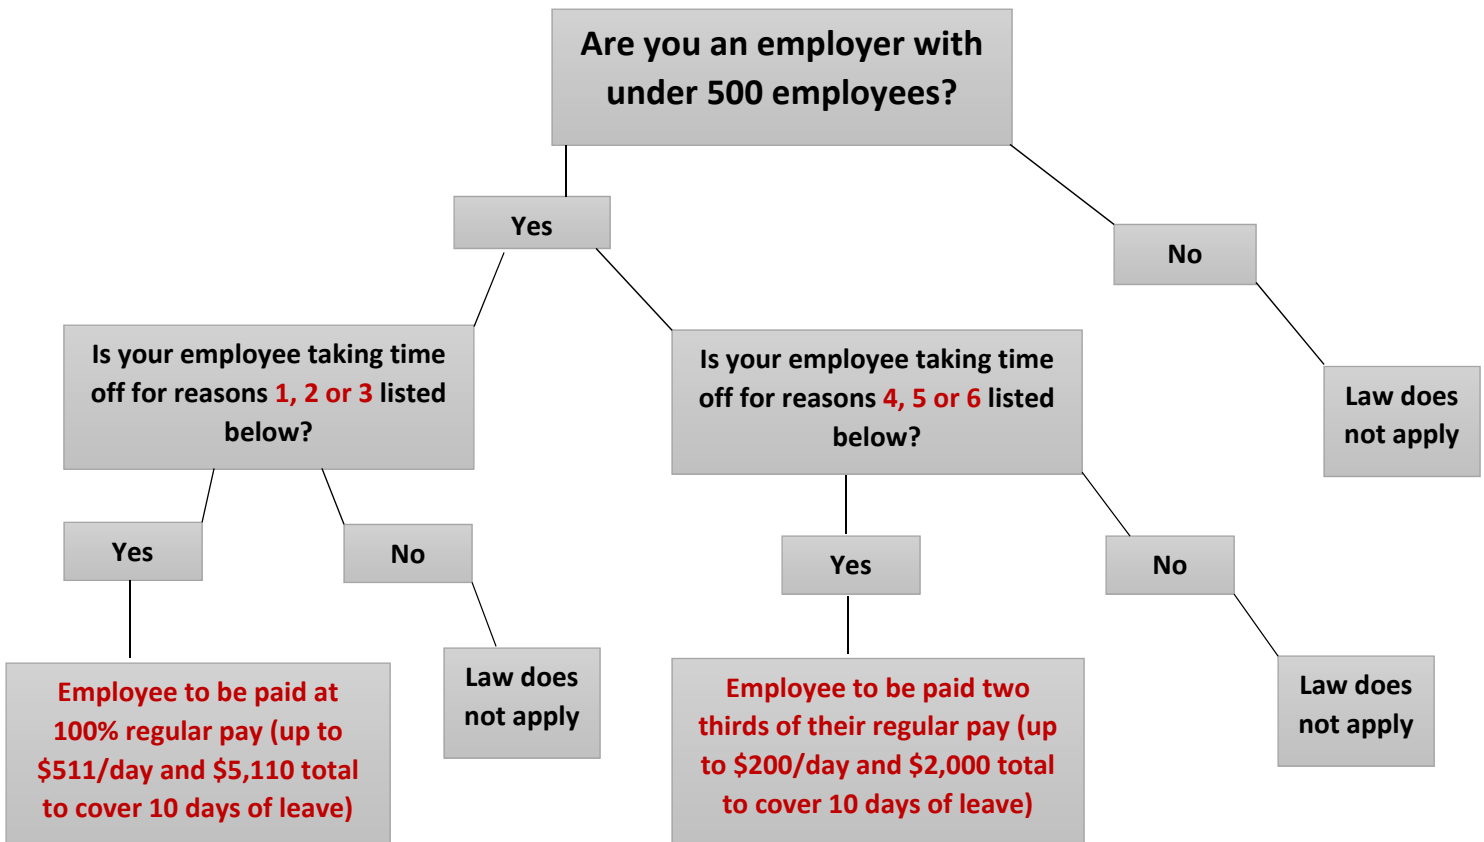 Are you an employer with
under 500 employees?
Yes
No
Is your employee taking time
off for reasons 1, 2 or 3 listed
below?
Is your employee taking time
off for reasons 4, 5 or 6 listed
below?
Law does
not apply
Yes
No
Yes
No
Employee to be paid at
100% regular pay (up to
$511/day and $5,110 total
to cover 10 days of leave)
Law does
not apply
Employee to be paid two
thirds of their regular pay (up
to $200/day and $2,000 total
to cover 10 days of leave)
Law does
not apply